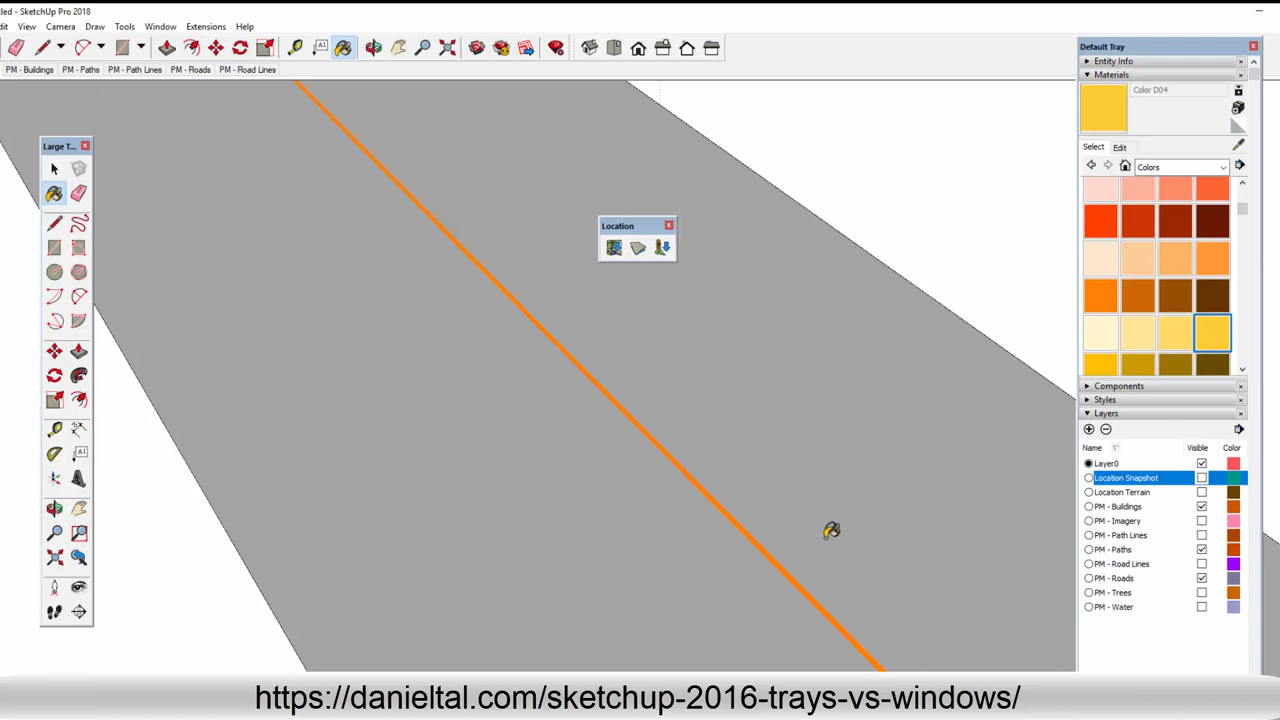 led - SketchUp Pro 2018
dit View Camera Draw Tools Window Extensions Help
PM - Buildings PM - Paths PM - Path Lines PM - Roads PM - Road Lines
Large T...
A1
Location
Default Tray
Entity Info
Materials
Color D04
Select Edit
Colors
Components
Styles
Layers
Name Visible Color
Layer0
Location Snapshot
Location Terrain
PM - Buildings
PM - Imagery
PM - Path Lines
PM - Paths
PM - Road Lines
PM - Roads
PM - Trees
PM - Water
https://danieltal.com/sketchup-2016-trays-vs-windows/